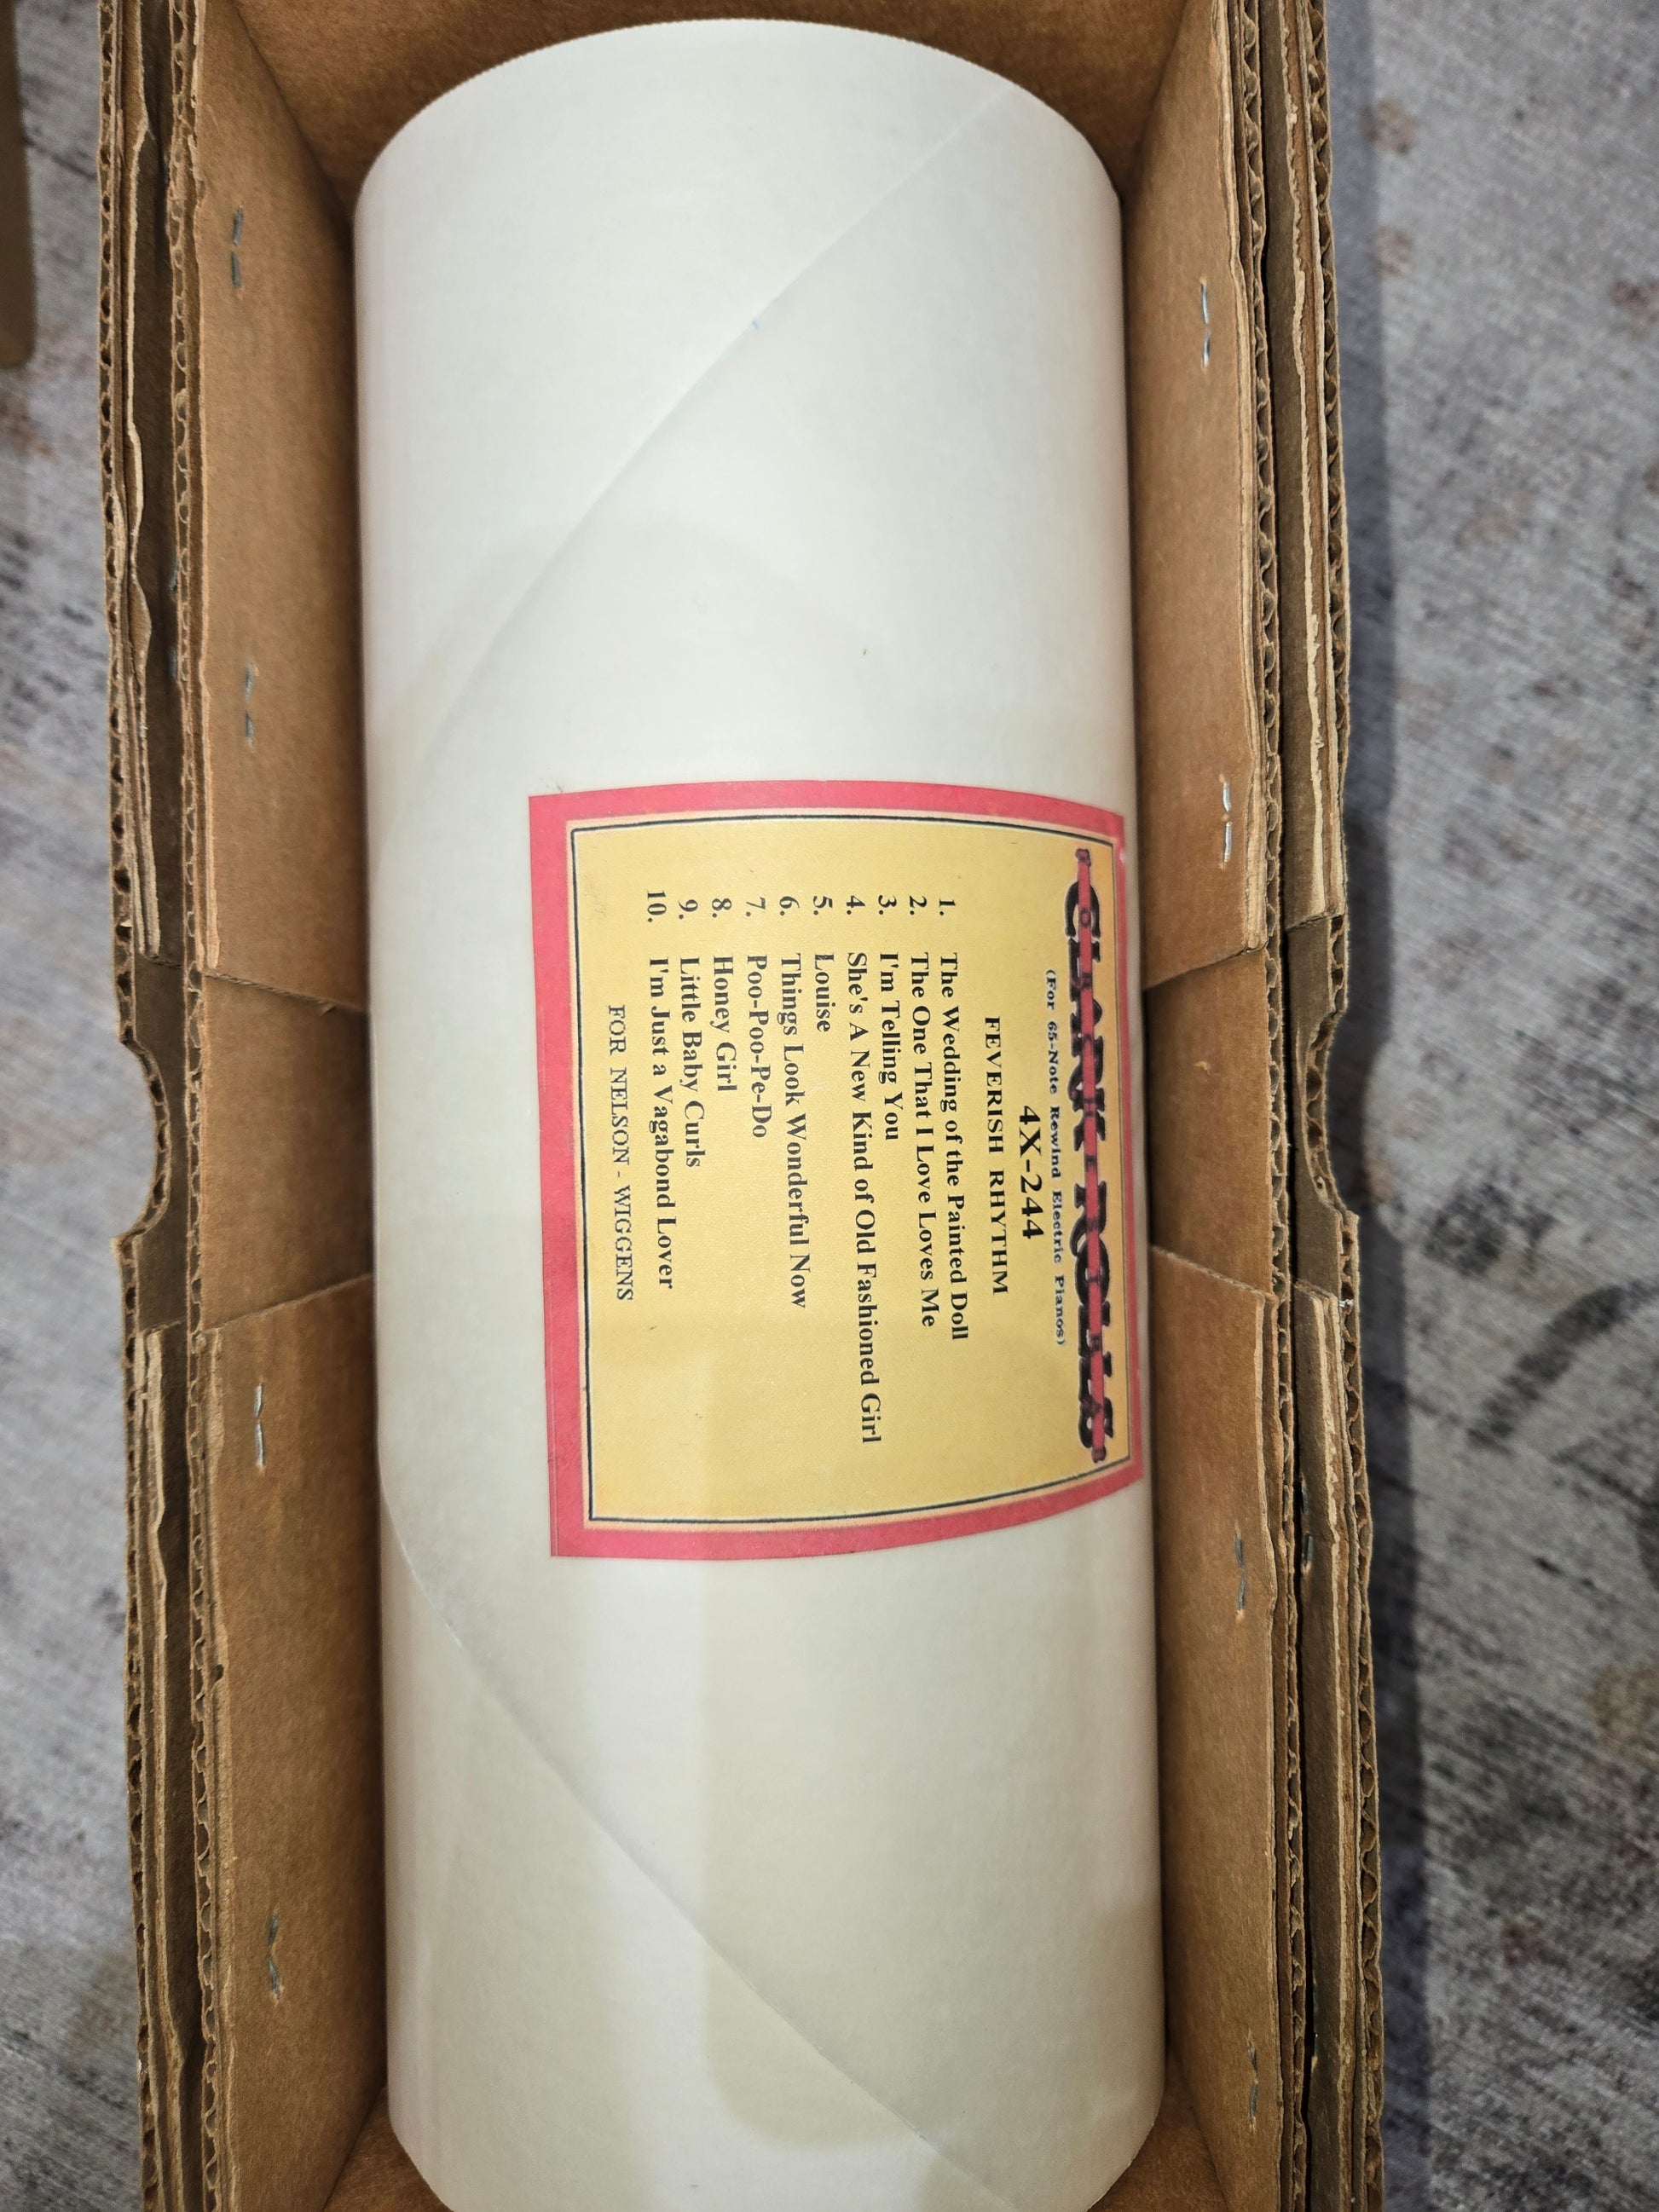 CLARK ROLLS
(For 65-Note Rewind Electric Pianos)
4X-244
FEVERISH RHYTHM
1. The Wedding of the Painted Doll
2. The One That I Love Loves Me
3. I'm Telling You
4. She's A New Kind of Old Fashioned Girl
5. Louise
6. Things Look Wonderful Now
7. Poo-Poo-Pe-Do
8. Honey Girl
9. Little Baby Curls
10. I'm Just a Vagabond Lover
FOR NELSON - WIGGENS